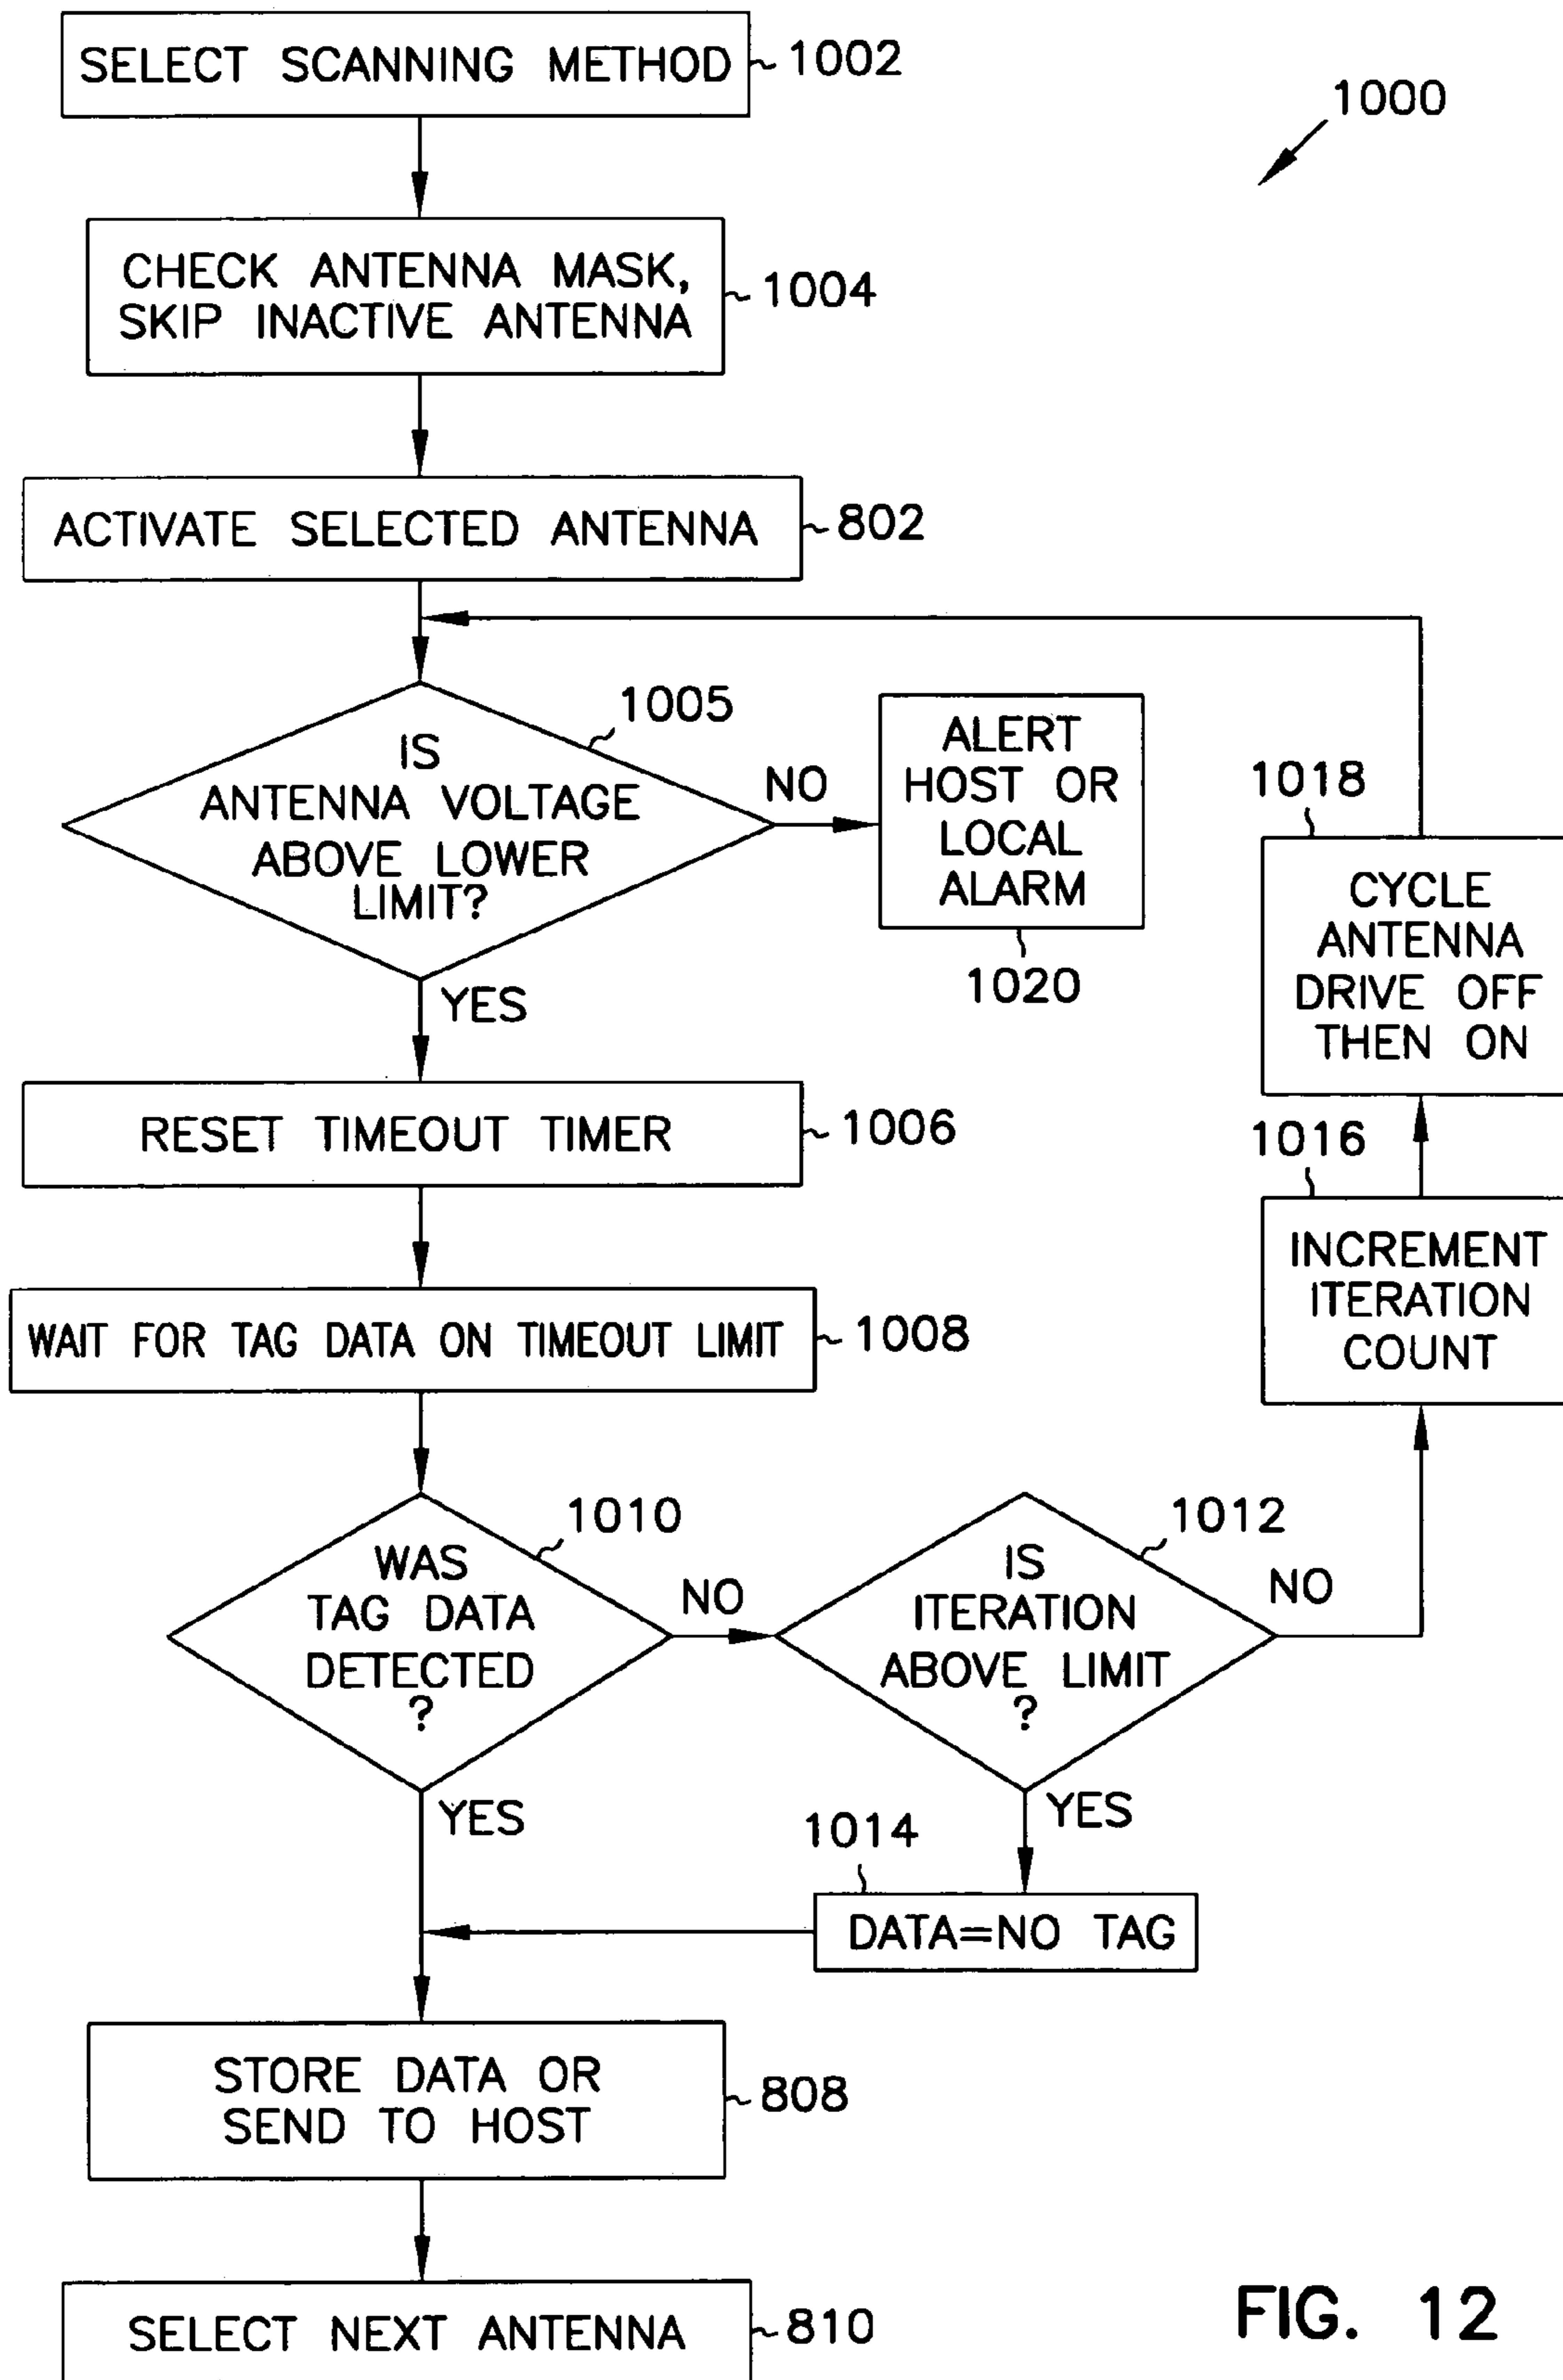 SELECT SCANNING METHOD
1002
1000
CHECK ANTENNA MASK,
SKIP INACTIVE ANTENNA
1004
ACTIVATE SELECTED ANTENNA
802
IS
ANTENNA VOLTAGE
ABOVE LOWER
LIMIT?
1005
NO
ALERT
HOST OR
LOCAL
ALARM
1020
1018
CYCLE
ANTENNA
DRIVE OFF
THEN ON
YES
RESET TIMEOUT TIMER
1006
1016
INCREMENT
ITERATION
COUNT
WAIT FOR TAG DATA ON TIMEOUT LIMIT
1008
WAS
TAG DATA
DETECTED
?
1010
NO
IS
ITERATION
ABOVE LIMIT
?
1012
NO
YES
YES
1014
DATA=NO TAG
STORE DATA OR
SEND TO HOST
808
SELECT NEXT ANTENNA
810
FIG. 12